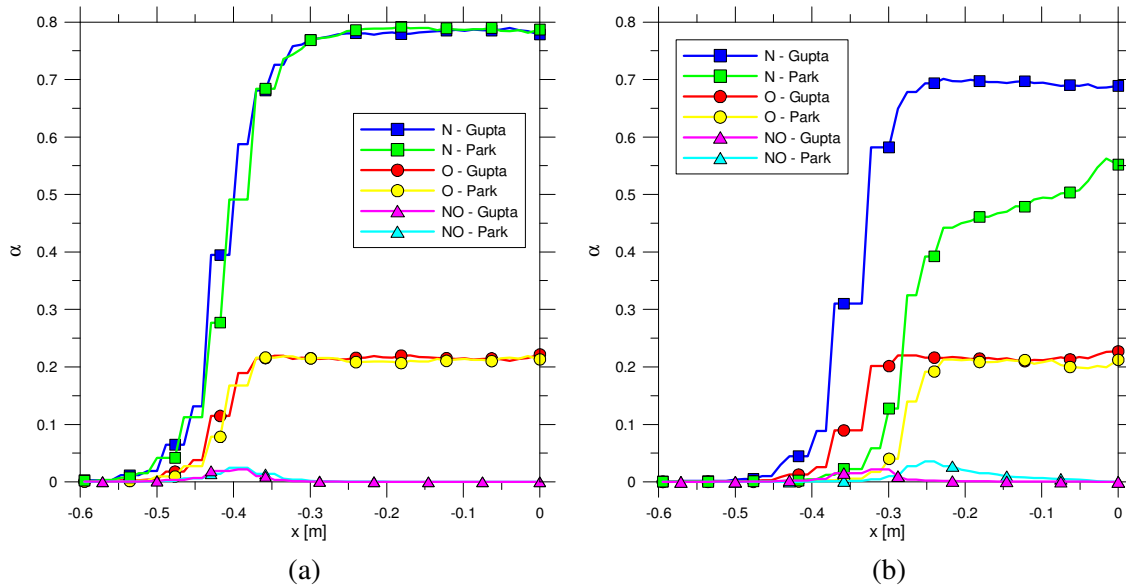 0.8
0.7
0.6
0.5
0.4
0.3
0.2
0.1
0
α
-0.6 -0.5 -0.4 -0.3 -0.2 -0.1 0
x [m]
N - Gupta
N - Park
O - Gupta
O - Park
NO - Gupta
NO - Park
(a)
0.8
0.7
0.6
0.5
0.4
0.3
0.2
0.1
0
α
-0.6 -0.5 -0.4 -0.3 -0.2 -0.1 0
x [m]
N - Gupta
N - Park
O - Gupta
O - Park
NO - Gupta
NO - Park
(b)